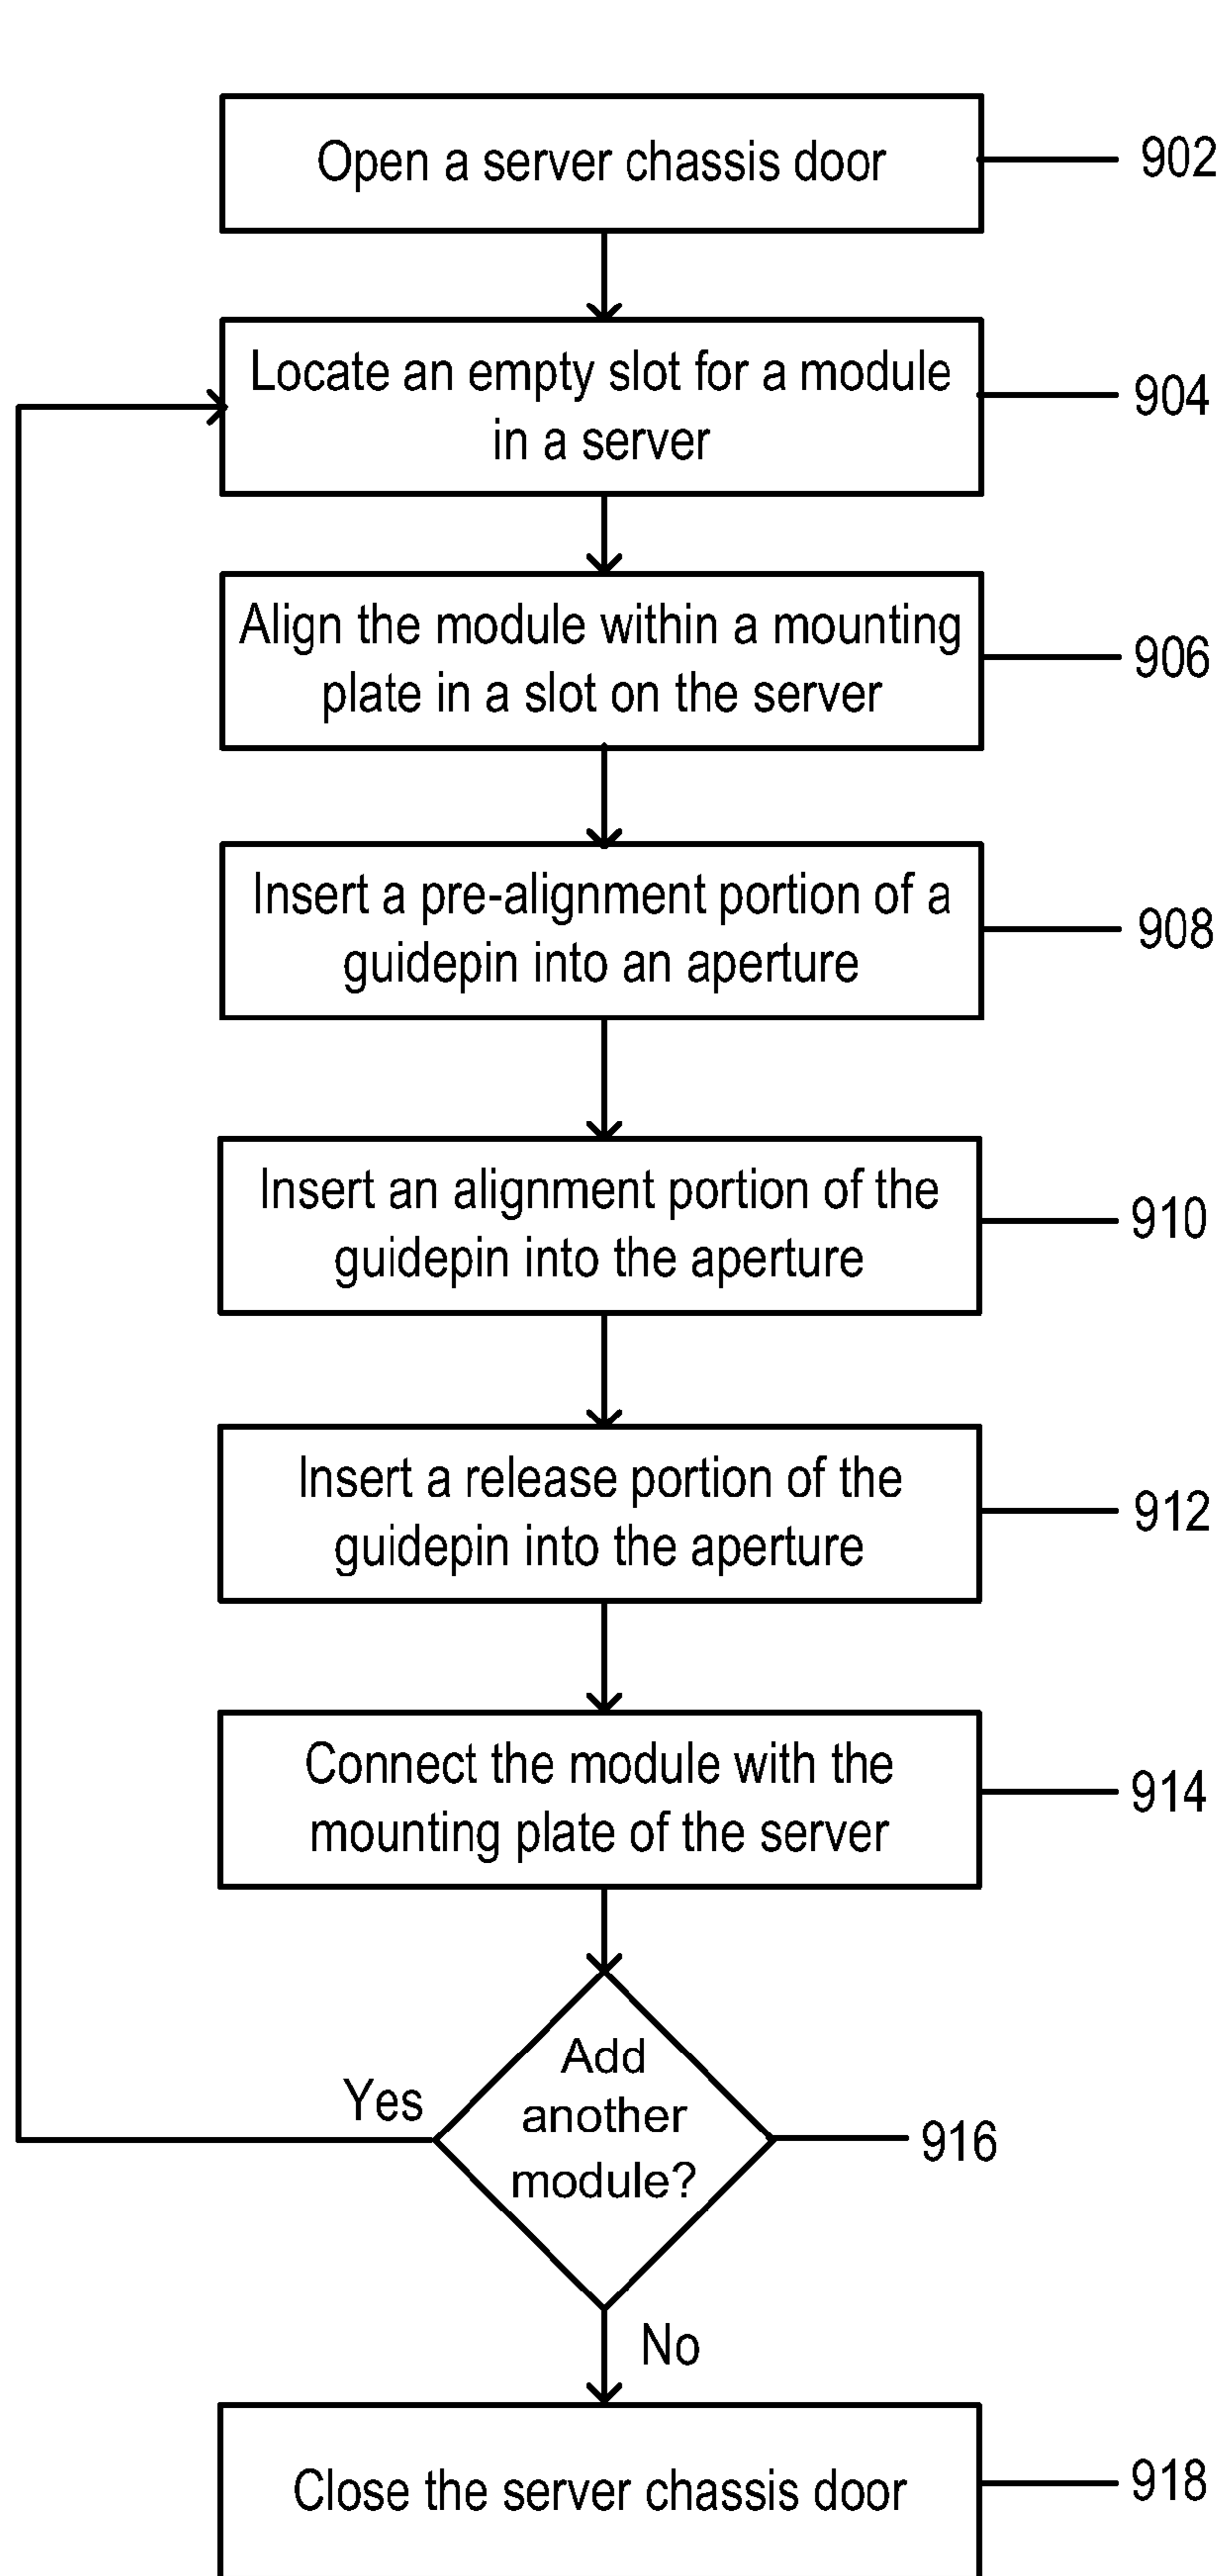 Open a server chassis door
902
Locate an empty slot for a module
in a server
904
Align the module within a mounting
plate in a slot on the server
906
Insert a pre-alignment portion of a
guidepin into an aperture
908
Insert an alignment portion of the
guidepin into the aperture
910
Insert a release portion of the
guidepin into the aperture
912
Connect the module with the
mounting plate of the server
914
Add
another
module?
Yes
916
No
Close the server chassis door
918